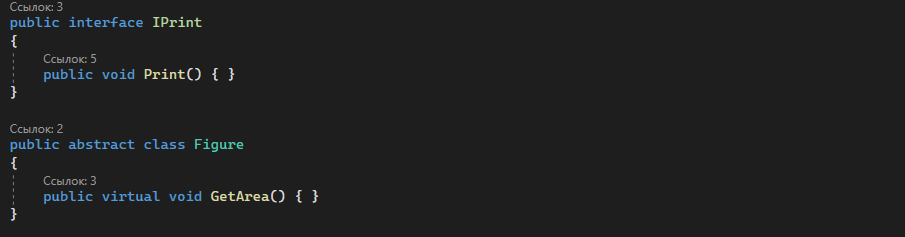 Ссылок: 3
public interface IPrint
{
Ссылок: 5
public void Print() { }
}
Ссылок: 2
public abstract class Figure
{
Ссылок: 3
public virtual void GetArea() { }
}